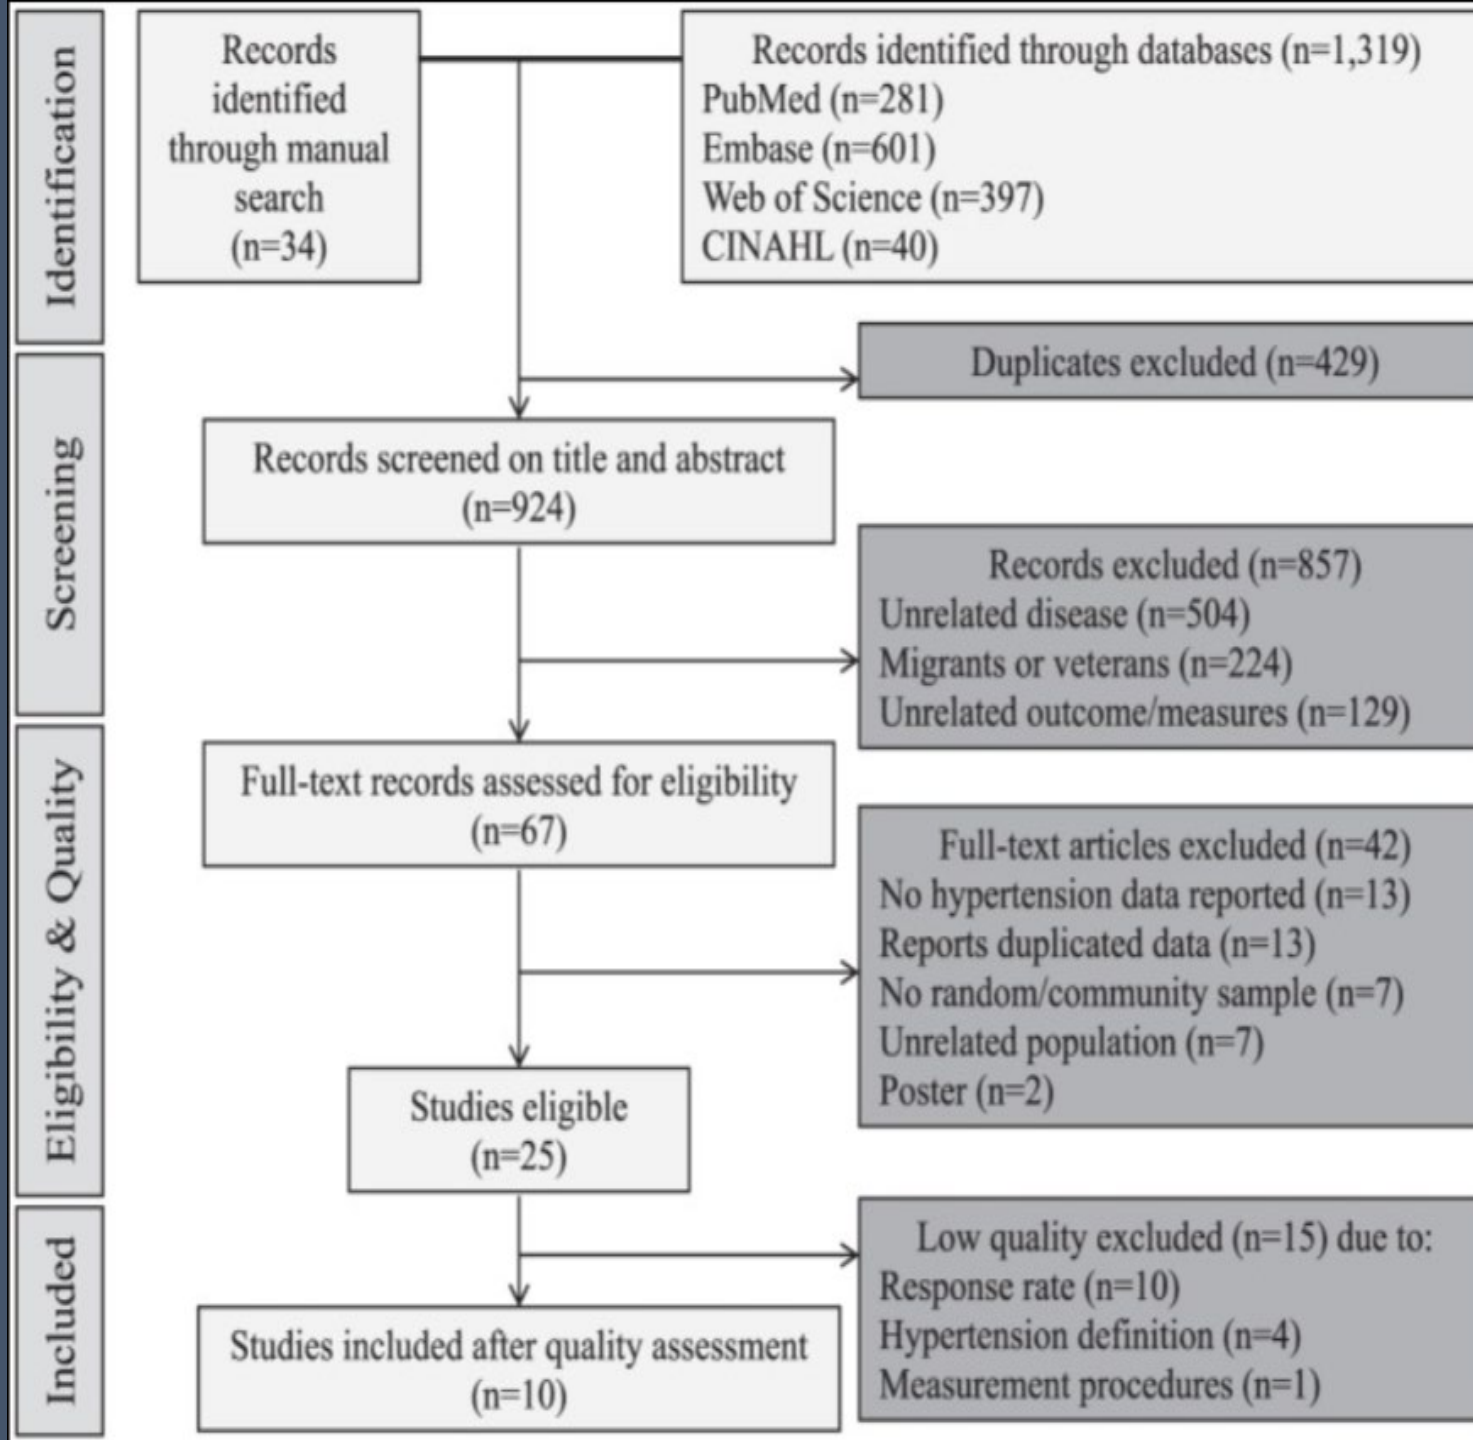 Identification
Records
identified
through manual
search
(n=34)
Records identified through databases (n=1,319)
PubMed (n=281)
Embase (n=601)
Web of Science (n=397)
CINAHL (n=40)
Duplicates excluded (n=429)
Screening
Records screened on title and abstract
(n=924)
Records excluded (n=857)
Unrelated disease (n=504)
Migrants or veterans (n=224)
Unrelated outcome/measures (n=129)
Eligibility & Quality
Full-text records assessed for eligibility
(n=67)
Full-text articles excluded (n=42)
No hypertension data reported (n=13)
Reports duplicated data (n=13)
No random/community sample (n=7)
Unrelated population (n=7)
Poster (n=2)
Studies eligible
(n=25)
Included
Low quality excluded (n=15) due to:
Response rate (n=10)
Hypertension definition (n=4)
Measurement procedures (n=1)
Studies included after quality assessment
(n=10)